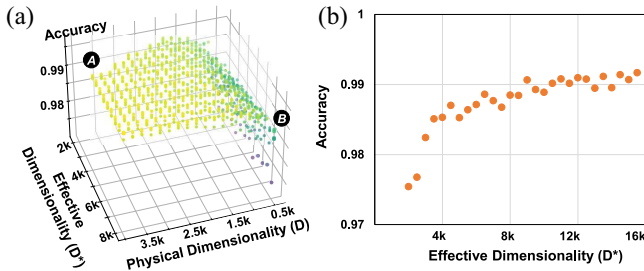 (a)
Accuracy
A
0.99
0.98
B
2k
4k
6k
8k
Effective
Dimensionality (D*)
3.5k
2.5k
1.5k
0.5k
Physical Dimensionality (D)
(b)
1
0.99
0.98
0.97
Accuracy
4k
8k
12k
16k
Effective Dimensionality (D*)